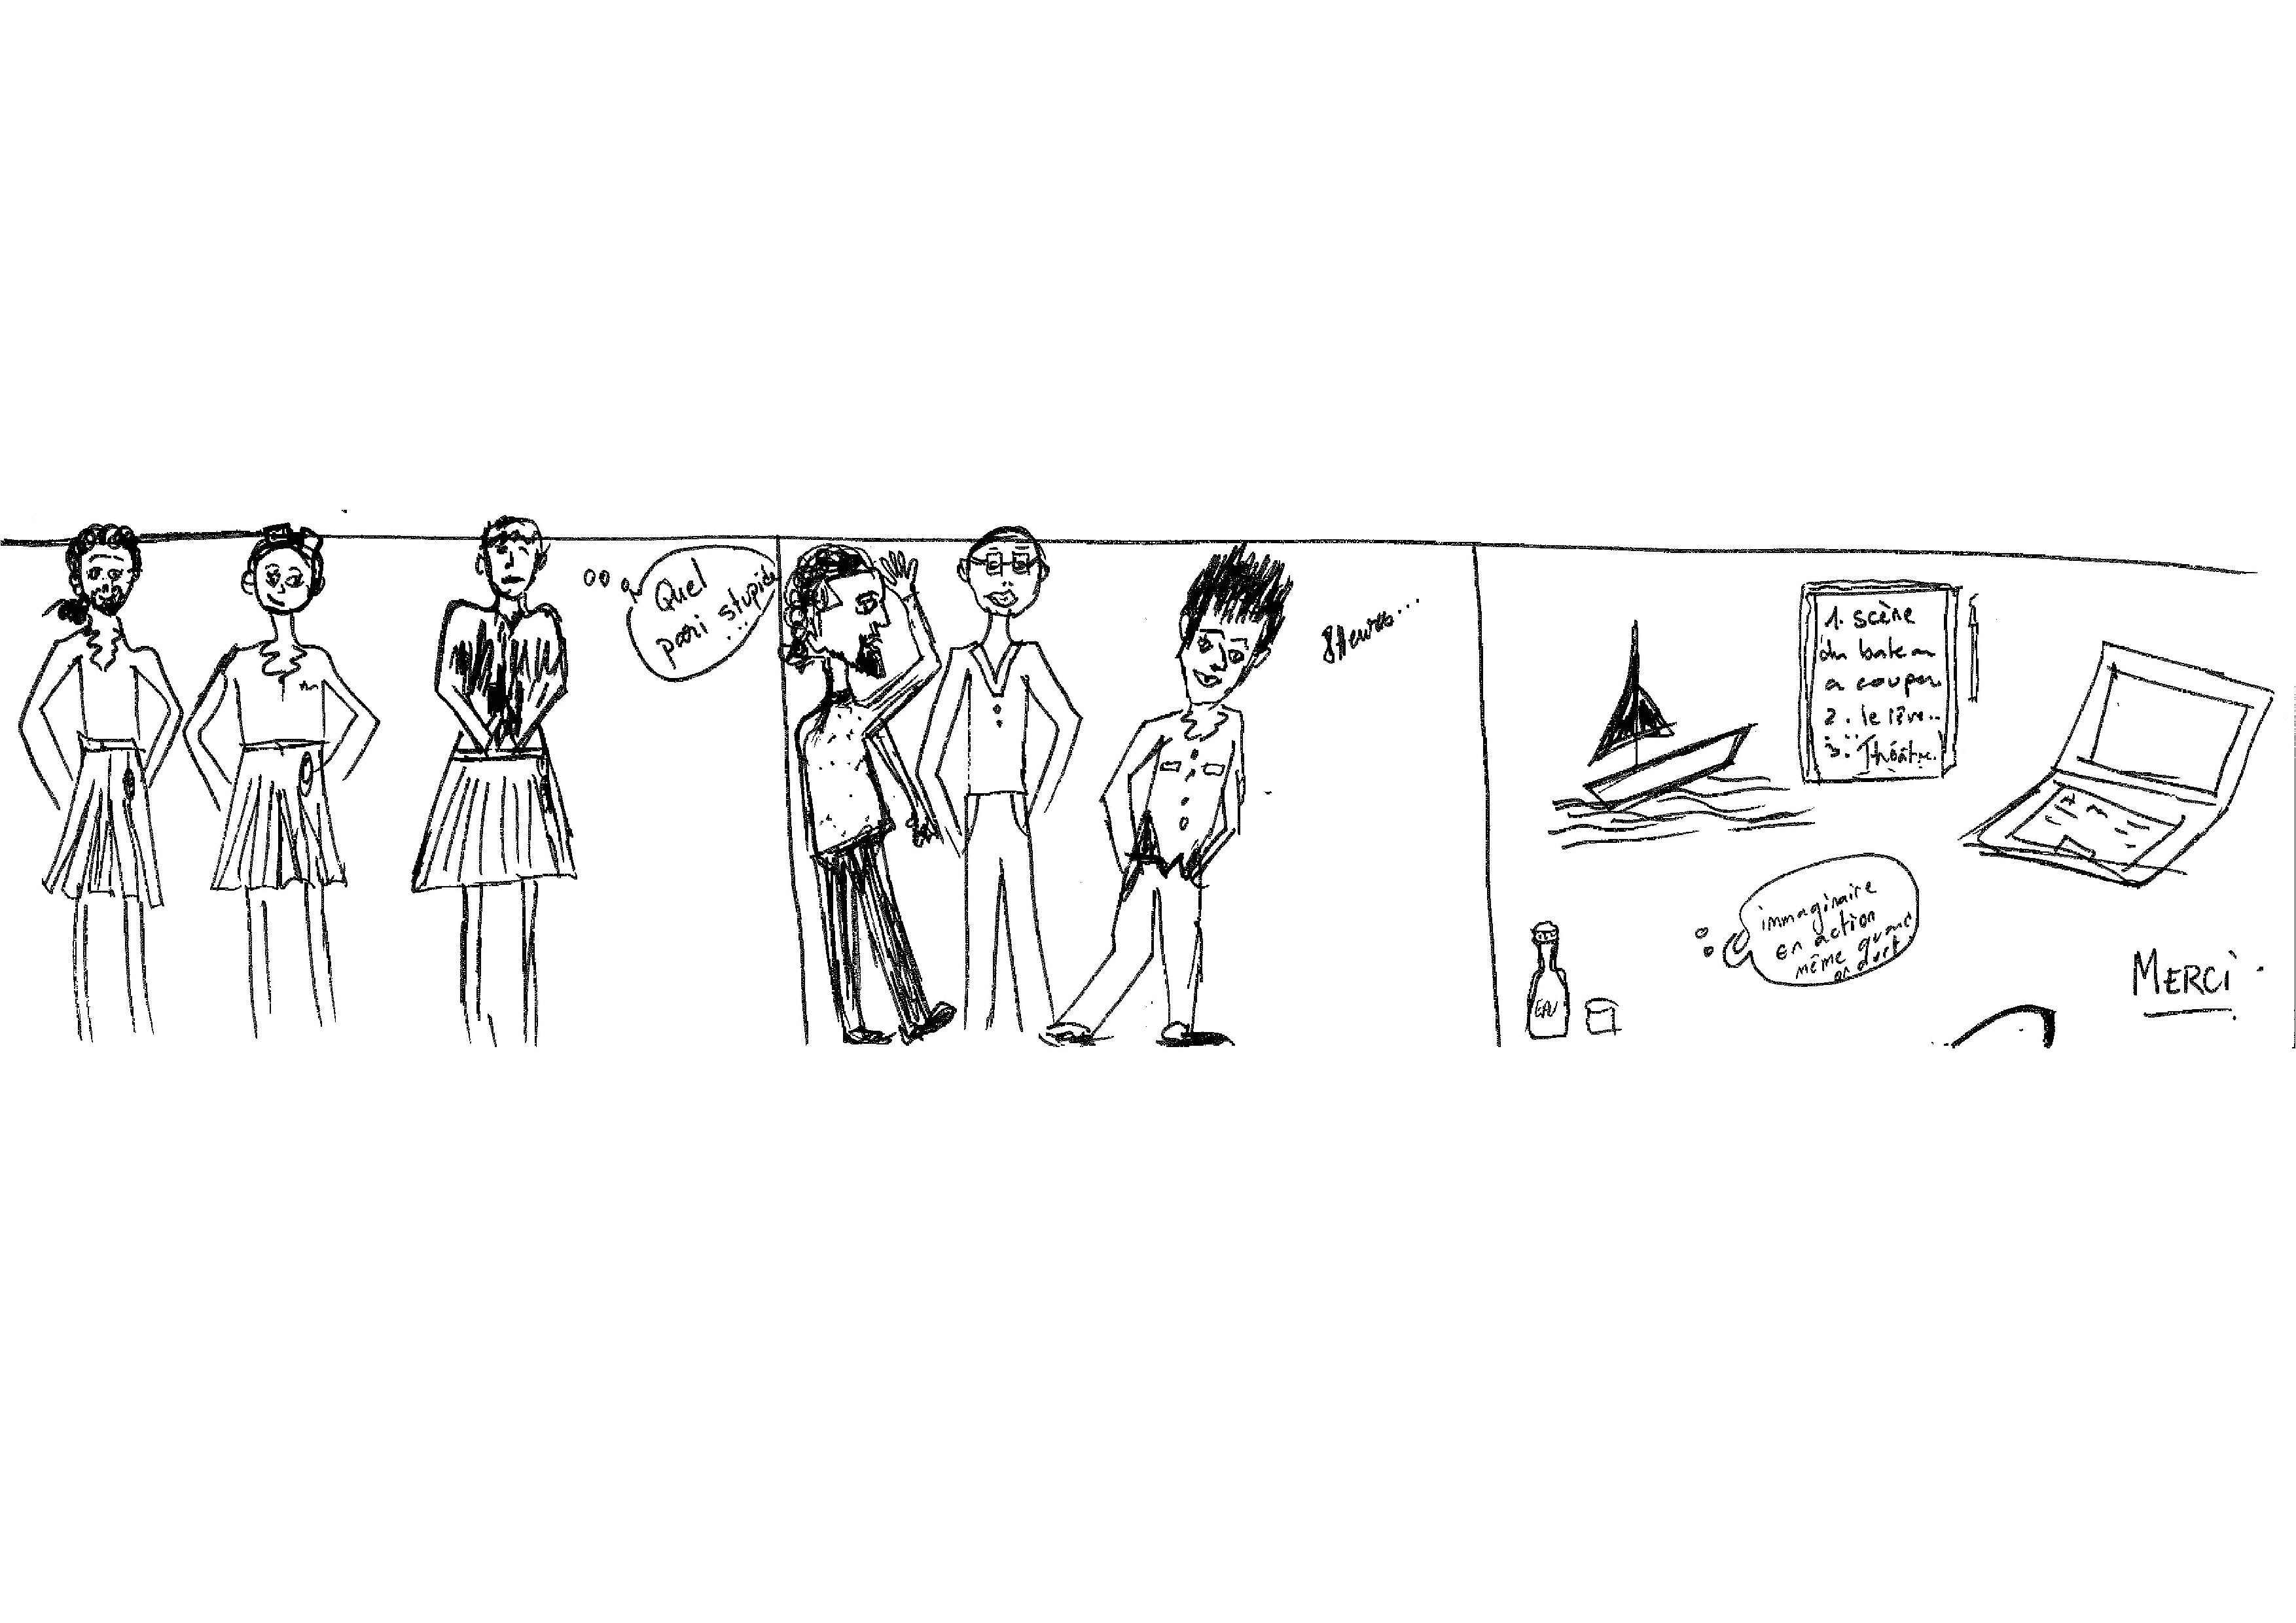 Quel
pari stupide
...
8 Heures...
1. scène
du bateau
a couper
2. le rêve..
3. Théâtre.
immaginaire
en action
même quand
on dort
EAU
MERCI